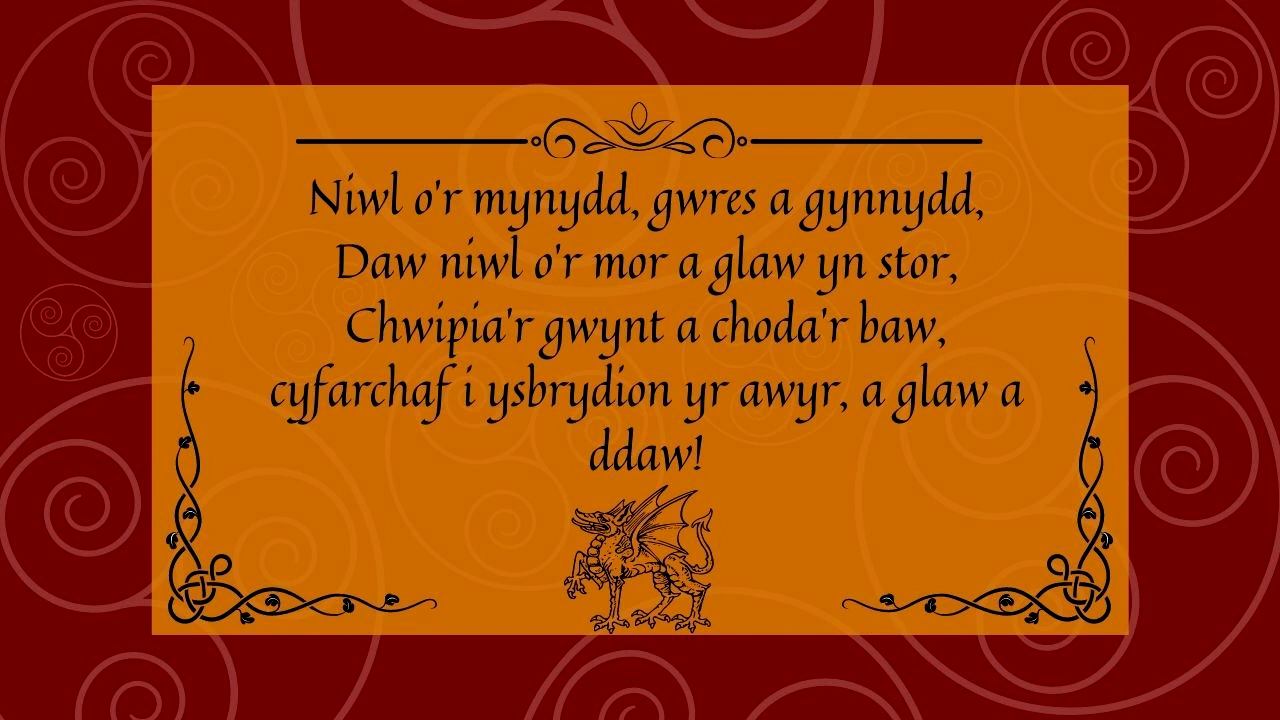 Niwl o'r mynydd, gwres a gynnydd,
Daw niwl o'r mor a glaw yn stor,
Chwipia'r gwynt a choda'r baw,
cyfarchaf i ysbrydion yr awyr, a glaw a
ddaw!